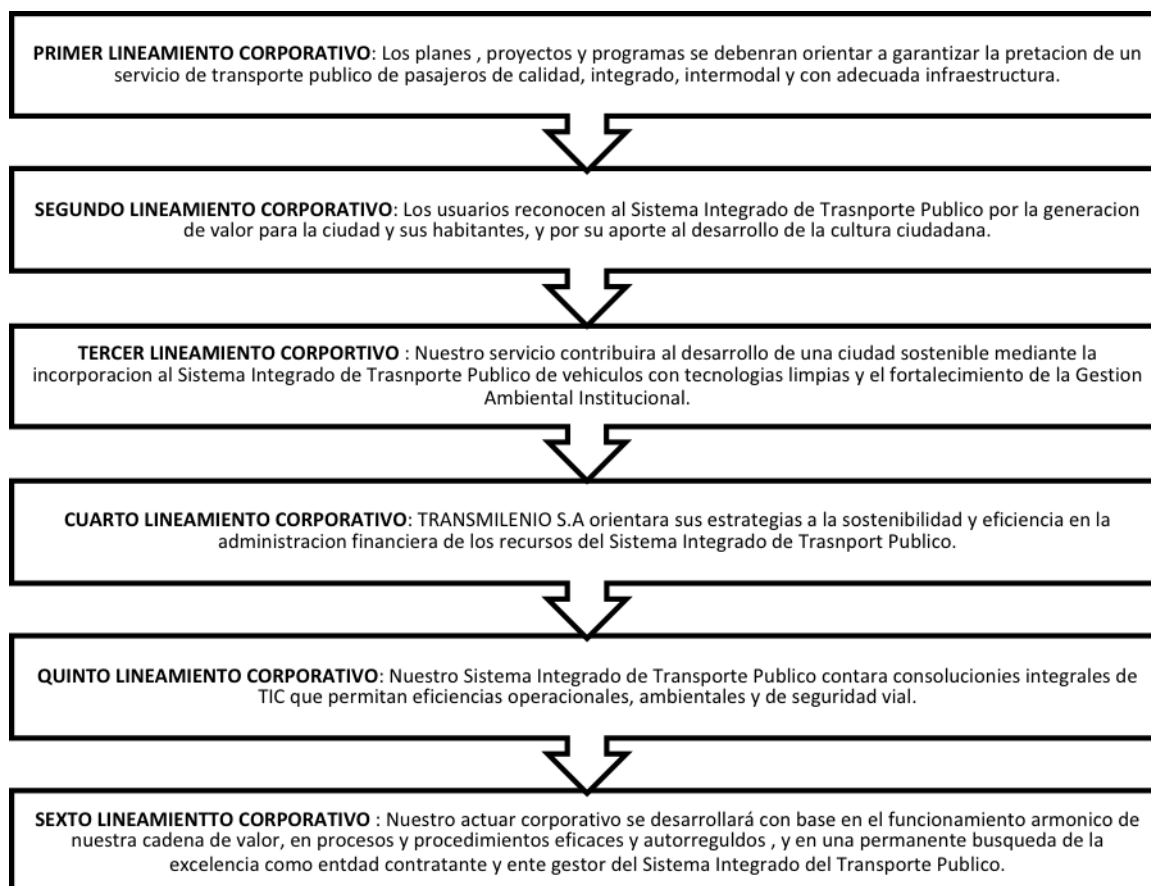 PRIMER LINEAMIENTO CORPORATIVO: Los planes , proyectos y programas se debenran orientar a garantizar la pretacion de un
servicio de transporte publico de pasajeros de calidad, integrado, intermodal y con adecuada infraestructura.
SEGUNDO LINEAMIENTO CORPORATIVO: Los usuarios reconocen al Sistema Integrado de Trasnporte Publico por la generacion
de valor para la ciudad y sus habitantes, y por su aporte al desarrollo de la cultura ciudadana.
TERCER LINEAMIENTO CORPORTIVO : Nuestro servicio contribuira al desarrollo de una ciudad sostenible mediante la
incorporacion al Sistema Integrado de Trasnporte Publico de vehiculos con tecnologias limpias y el fortalecimiento de la Gestion
Ambiental Institucional.
CUARTO LINEAMIENTO CORPORATIVO: TRANSMILENIO S.A orientara sus estrategias a la sostenibilidad y eficiencia en la
administracion financiera de los recursos del Sistema Integrado de Trasnport Publico.
QUINTO LINEAMIENTO CORPORATIVO: Nuestro Sistema Integrado de Transporte Publico contara consolucionies integrales de
TIC que permitan eficiencias operacionales, ambientales y de seguridad vial.
SEXTO LINEAMIENTTO CORPORATIVO : Nuestro actuar corporativo se desarrollará con base en el funcionamiento armonico de
nuestra cadena de valor, en procesos y procedimientos eficaces y autorreguldos , y en una permanente busqueda de la
excelencia como entdad contratante y ente gestor del Sistema Integrado del Transporte Publico.